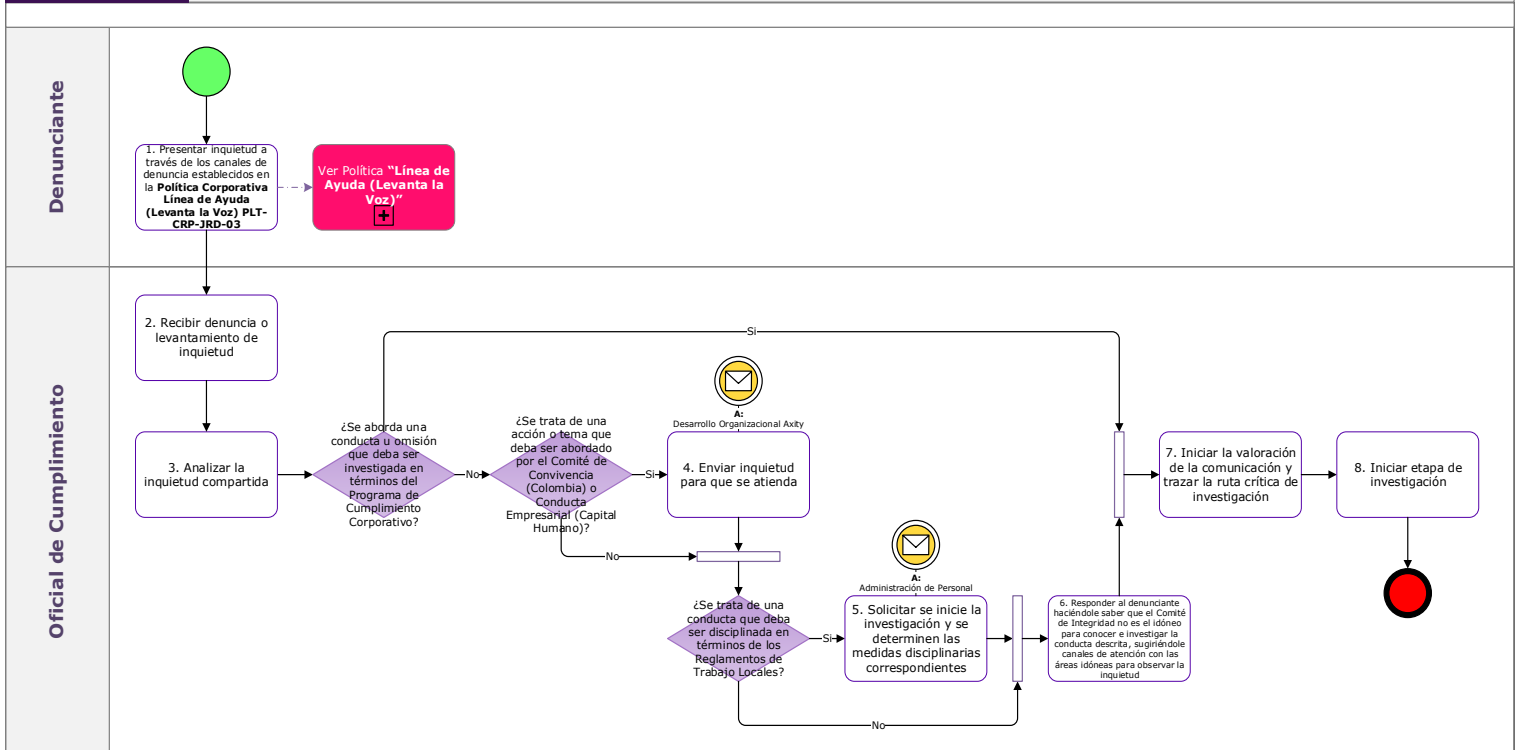 Denunciante
1. Presentar inquietud a
través de los canales de
denuncia establecidos en
la Política Corporativa
Línea de Ayuda
(Levanta la Voz) PLT-
CRP-JRD-03
Ver Política “Línea de
Ayuda (Levanta la
Voz)”
Oficial de Cumplimiento
2. Recibir denuncia o
levantamiento de
inquietud
3. Analizar la
inquietud compartida
¿Se aborda una
conducta u omisión
que deba ser
investigada en
términos del
Programa de
Cumplimiento
Corporativo?
Si
No
¿Se trata de una
acción o tema que
deba ser abordado
por el Comité de
Convivencia
(Colombia) o
Conducta
Empresarial (Capital
Humano)?
Si
No
A:
Desarrollo Organizacional Axity
4. Enviar inquietud
para que se atienda
¿Se trata de una
conducta que deba
ser disciplinada en
términos de los
Reglamentos de
Trabajo Locales?
Si
No
A:
Administración de Personal
5. Solicitar se inicie la
investigación y se
determinen las
medidas disciplinarias
correspondientes
6. Responder al denunciante
haciéndole saber que el Comité
de Integridad no es el idóneo
para conocer e investigar la
conducta descrita, sugiriéndole
canales de atención con las
áreas idóneas para observar la
inquietud
7. Iniciar la valoración
de la comunicación y
trazar la ruta crítica de
investigación
8. Iniciar etapa de
investigación